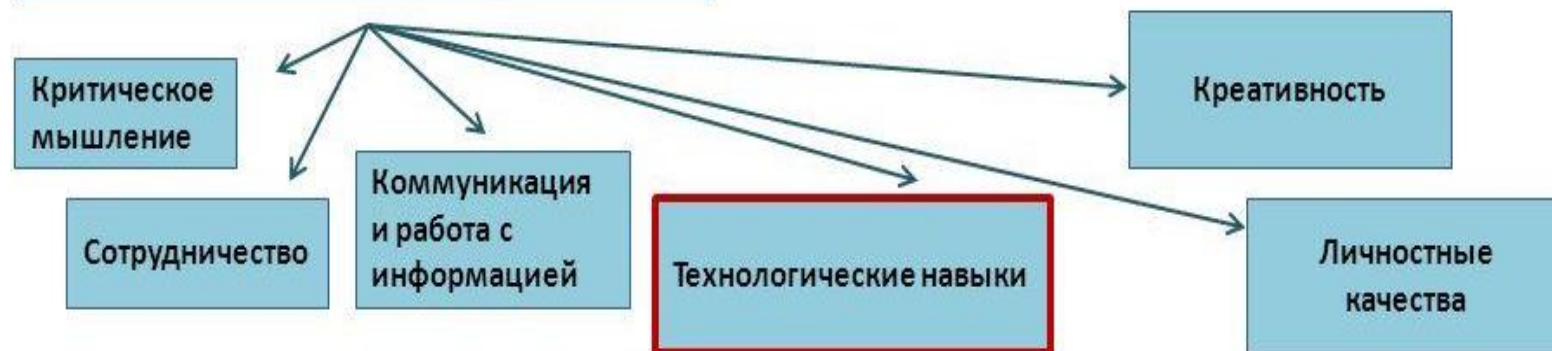 Критическое
мышление
Сотрудничество
Коммуникация
и работа с
информацией
Технологические навыки
Креативность
Личностные
качества